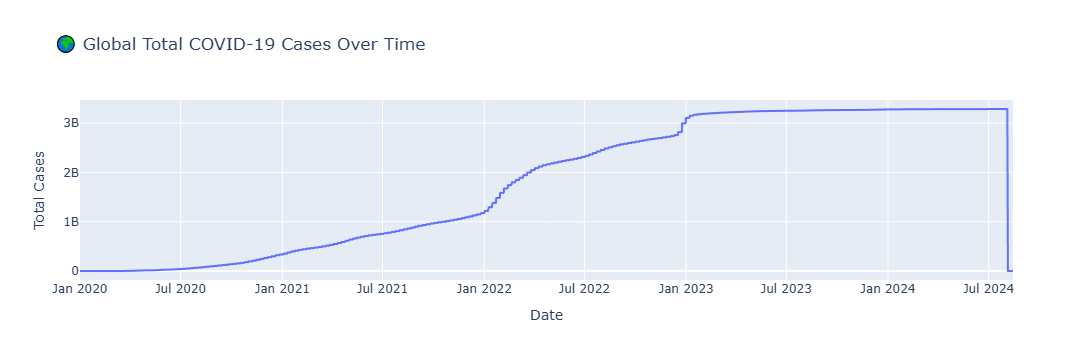 🌍 Global Total COVID-19 Cases Over Time
3B
2B
Total Cases
1B
0
Jan 2020 Jul 2020 Jan 2021 Jul 2021 Jan 2022 Jul 2022 Jan 2023 Jul 2023 Jan 2024 Jul 2024
Date